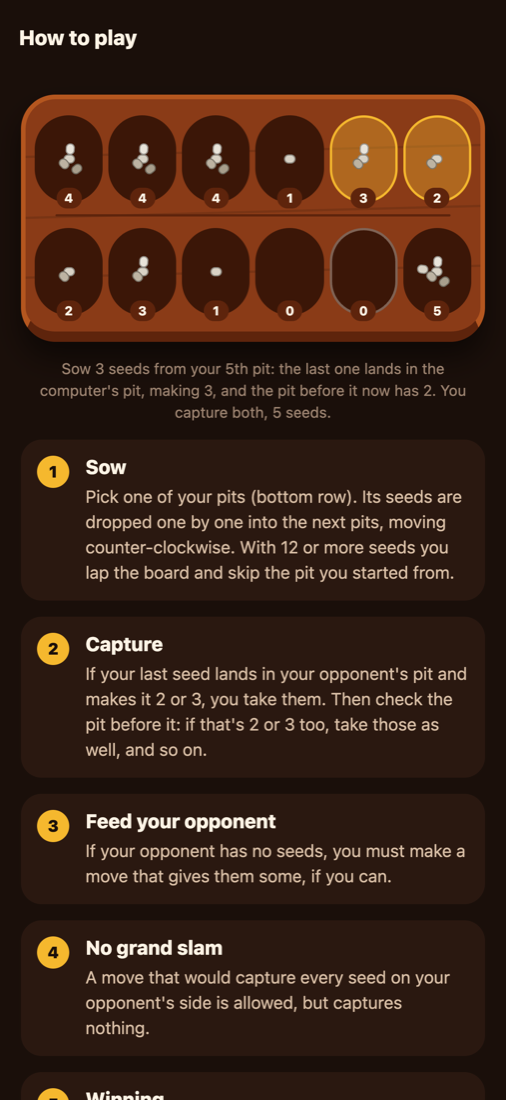 How to play
4 4 4 1 3 2
2 3 1 0 0 5
Sow 3 seeds from your 5th pit: the last one lands in the
computer's pit, making 3, and the pit before it now has 2. You
capture both, 5 seeds.
1 Sow
Pick one of your pits (bottom row). Its seeds are
dropped one by one into the next pits, moving
counter-clockwise. With 12 or more seeds you
lap the board and skip the pit you started from.
2 Capture
If your last seed lands in your opponent's pit and
makes it 2 or 3, you take them. Then check the
pit before it: if that's 2 or 3 too, take those as
well, and so on.
3 Feed your opponent
If your opponent has no seeds, you must make a
move that gives them some, if you can.
4 No grand slam
A move that would capture every seed on your
opponent's side is allowed, but captures
nothing.
Winning